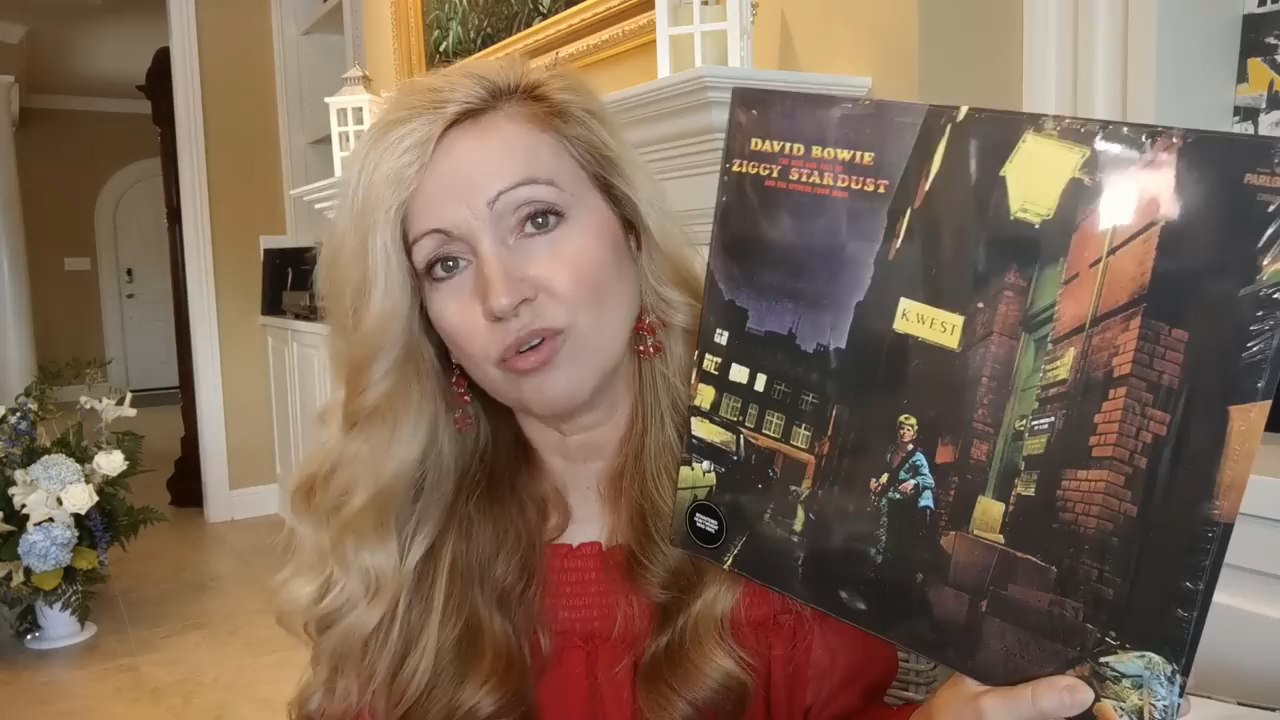 DAVID BOWIE
THE RISE AND FALL OF
ZIGGY STARDUST
AND THE SPIDERS FROM MARS
K.WEST